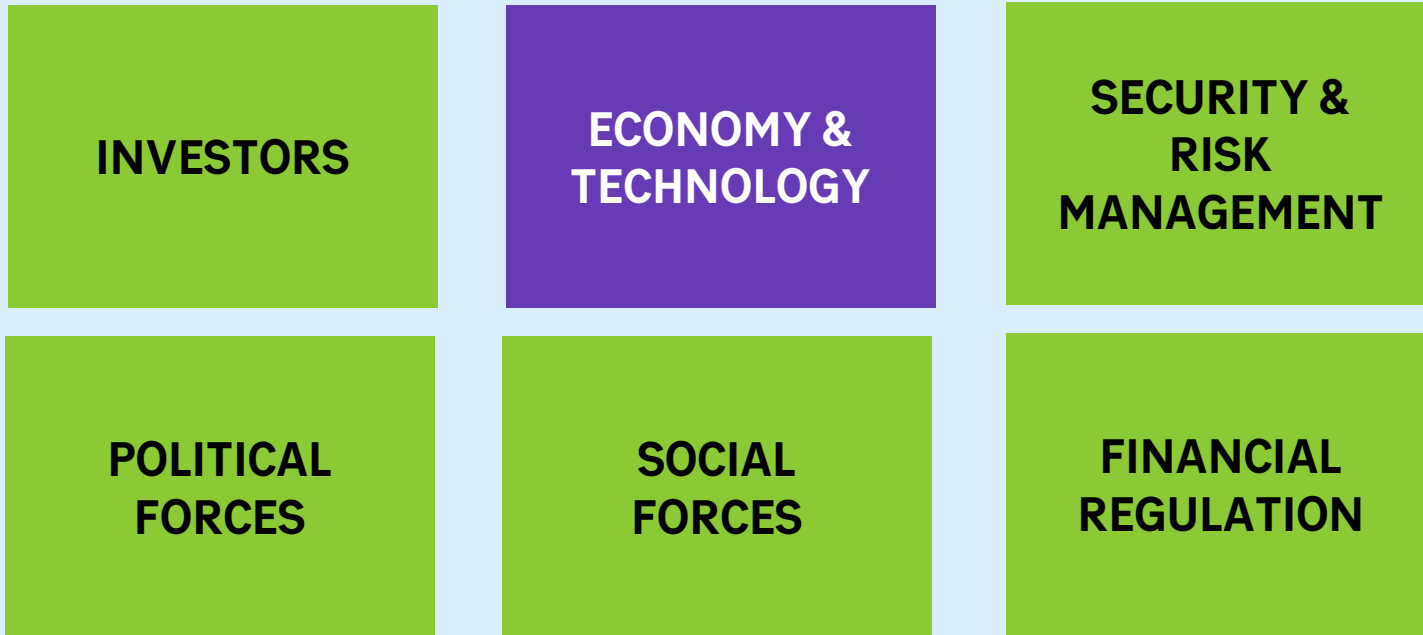 INVESTORS
ECONOMY &
TECHNOLOGY
SECURITY &
RISK
MANAGEMENT
POLITICAL
FORCES
SOCIAL
FORCES
FINANCIAL
REGULATION